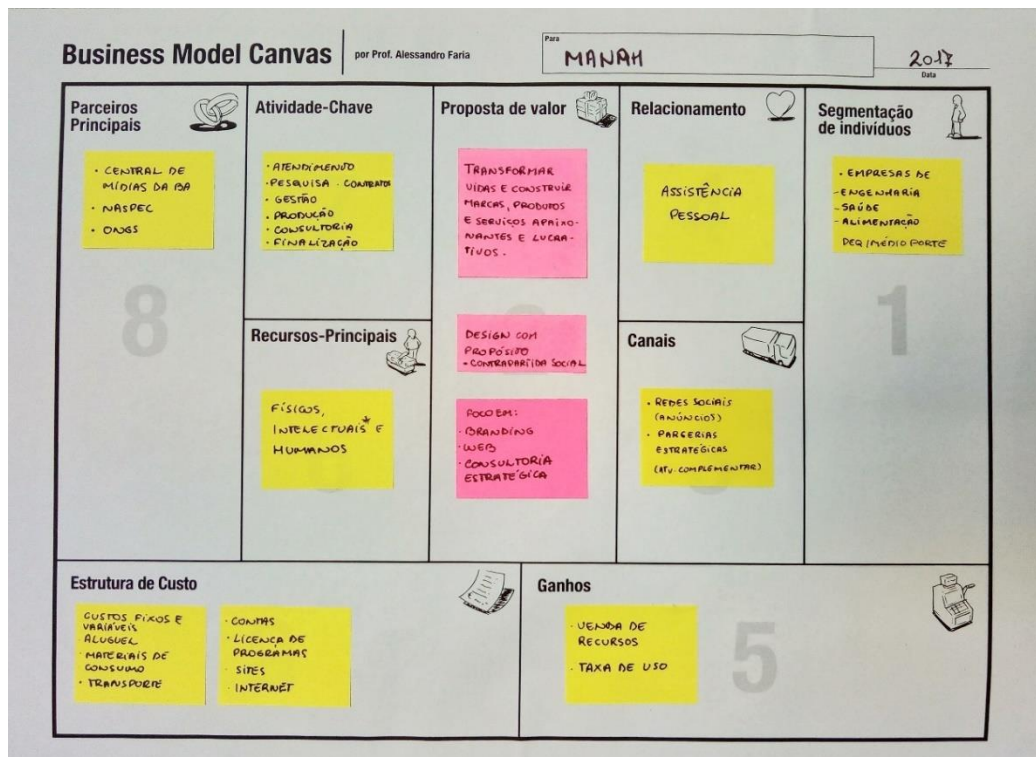 Business Model Canvas
por Prof. Alessandro Faria
Para
MANAH
2017
Data
Parceiros
Principais
• CENTRAL DE
MÍDIAS DA BA
• NASPEC
• ONGS
8
Atividade-Chave
• ATENDIMENTO
• PESQUISA . CONTRATOS
• GESTÃO
• PRODUÇÃO
• CONSULTORIA
• FINALIZAÇÃO
Recursos-Principais
FÍSICOS,
INTELECTUAIS* E
HUMANOS
Proposta de valor
TRANSFORMAR
VIDAS E CONSTRUIR
MARCAS, PRODUTOS
E SERVIÇOS APAIXO-
NANTES E LUCRA-
TIVOS.
DESIGN COM
PROPÓSITO
- CONTRAPARTIDA SOCIAL
FOCO EM:
• BRANDING
• WEB
• CONSULTORIA
ESTRATÉGICA
Relacionamento
ASSISTÊNCIA
PESSOAL
Canais
• REDES SOCIAIS
(ANÚNCIOS)
• PARCERIAS
ESTRATÉGICAS
(ATV. COMPLEMENTAR)
Segmentação
de indivíduos
• EMPRESAS DE
- ENGENHARIA
- SAÚDE
- ALIMENTAÇÃO
PEQ/MÉDIO PORTE
1
Estrutura de Custo
CUSTOS FIXOS E
VARIÁVEIS
• ALUGUEL
• MATERIAIS DE
CONSUMO
• TRANSPORTE
• CONTAS
• LICENÇA DE
PROGRAMAS
• SITES
• INTERNET
Ganhos
• VENDA DE
RECURSOS
• TAXA DE USO
5